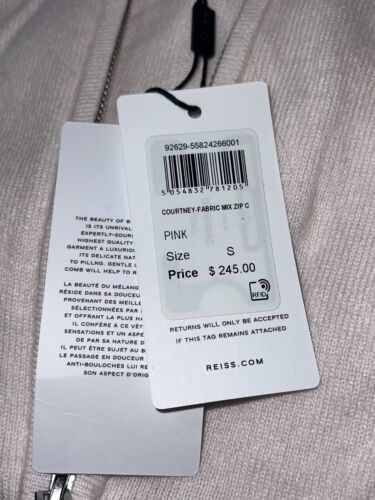 92629-55824266001
5 054832 781205
COURTNEY-FABRIC MIX ZIP C
PINK
Size S
Price $ 245.00
RFID
RETURNS WILL ONLY BE ACCEPTED
IF THIS TAG REMAINS ATTACHED
REISS.COM
THE BEAUTY OF B
IS ITS UNRIVAL
EXPERTLY-SOUR
HIGHEST QUALITY
GARMENT A LUXURIOU
ITS DELICATE NAT
TO PILLNG. GENTLE
COMB WILL HELP TO R
LA BEAUTÉ DU MÉLANG
RÉSIDE DANS SA DOUCEU
PROVENANT DES MEILLE
SÉLECTIONNÉES PAR
ET OFFRANT LA PLUS HA
IL CONFÈRE À CE VÊT
SENSATIONS ET UN ASPE
DE PAR SA NATURE D
IL PEUT ÊTRE SUJET AU B
LE PASSAGE EN DOUCEUR
ANTI-BOULOCHES LUI RE
SON ASPECT D'ORIG